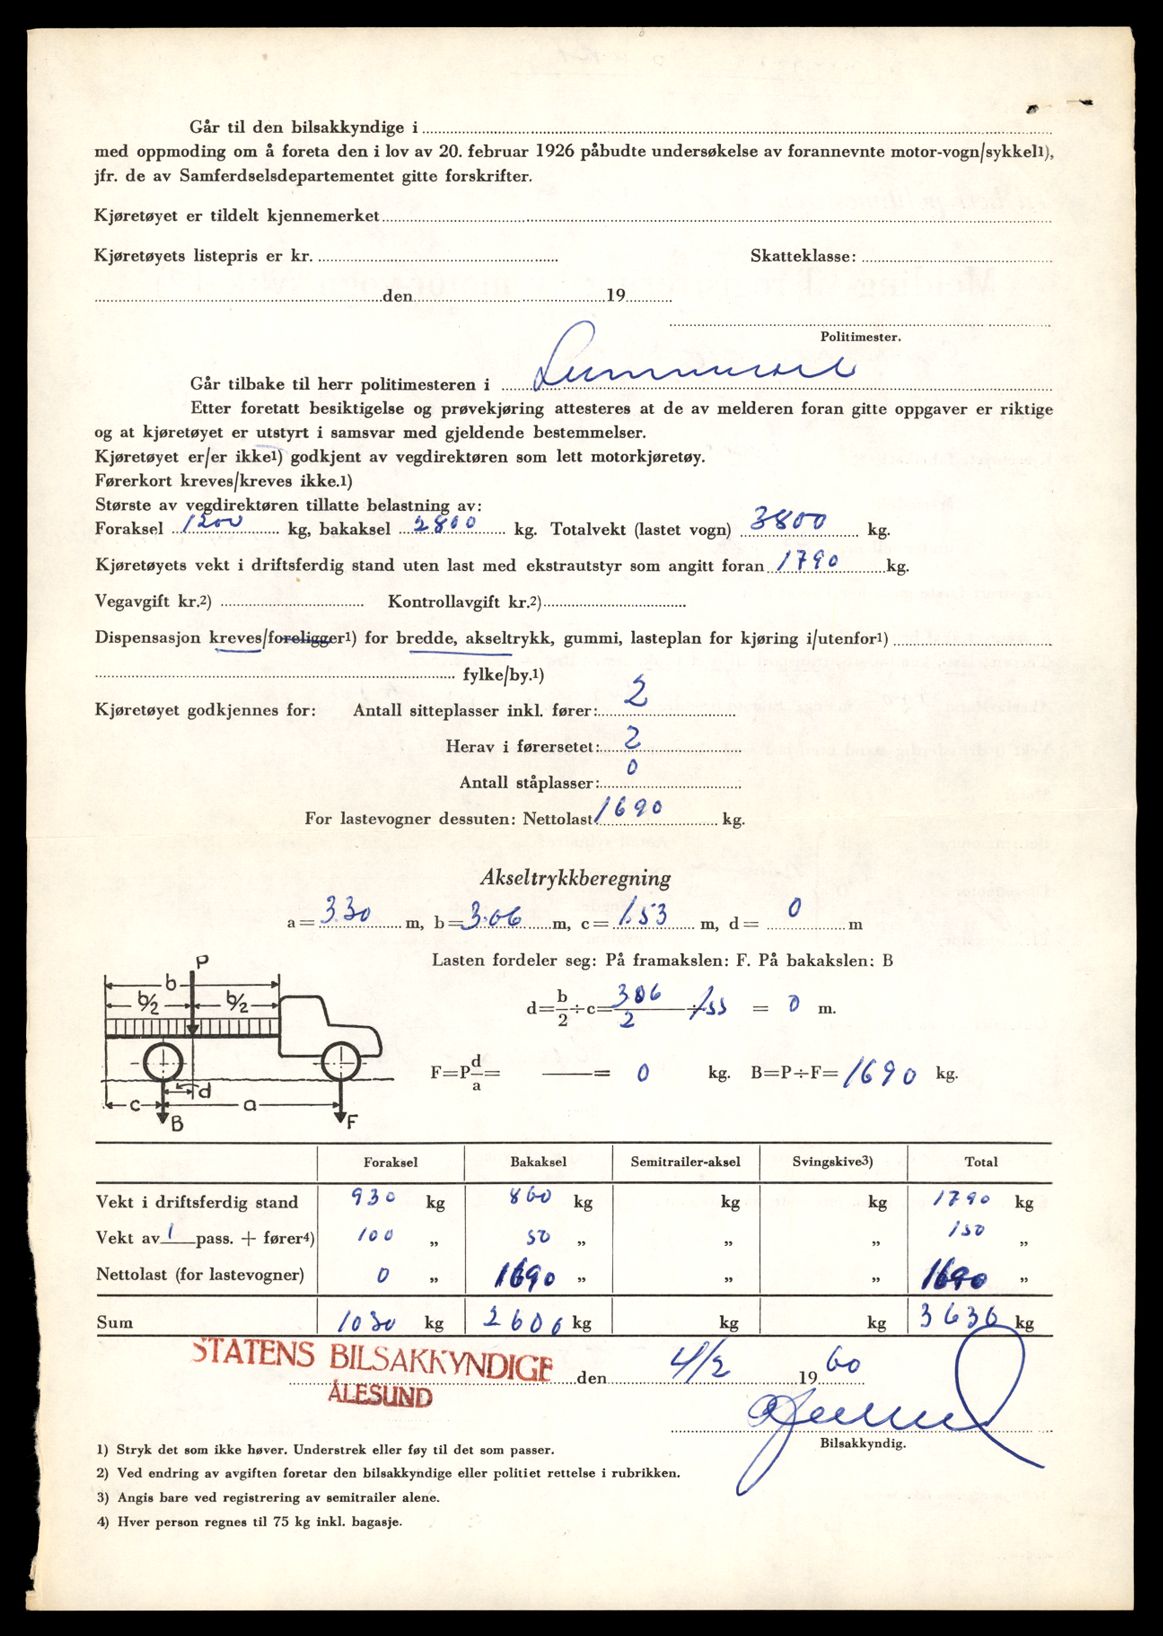 Går til den bilsakkyndige i
med oppmoding om å foreta den i lov av 20. februar 1926 påbudte undersøkelse av forannevnte motor-vogn/sykkel1),
jfr. de av Samferdselsdepartementet gitte forskrifter.
Kjøretøyet er tildelt kjennemerket
Kjøretøyets listepris er kr. Skatteklasse:
den 19
Politimester.
Går tilbake til herr politimesteren i
Etter foretatt besiktigelse og prøvekjøring attesteres at de av melderen foran gitte oppgaver er riktige
og at kjøretøyet er utstyrt i samsvar med gjeldende bestemmelser.
Kjøretøyet er/er ikke1) godkjent av vegdirektøren som lett motorkjøretøy.
Førerkort kreves/kreves ikke.1)
Største av vegdirektøren tillatte belastning av:
Foraksel 1200 kg, bakaksel 2800 kg. Totalvekt (lastet vogn) 3800 kg.
Kjøretøyets vekt i driftsferdig stand uten last med ekstrautstyr som angitt foran 1790 kg.
Vegavgift kr.2) Kontrollavgift kr.2)
Dispensasjon kreves/foreligger1) for bredde, akseltrykk, gummi, lasteplan for kjøring i/utenfor1)
fylke/by.1)
Kjøretøyet godkjennes for: Antall sitteplasser inkl. fører: 2
Herav i førersetet: 2
Antall ståplasser: 0
For lastevogner dessuten: Nettolast 1690 kg.
Akseltrykkberegning
a = 3.30 m, b = 3.06 m, c = 1.53 m, d = 0 m
Lasten fordeler seg: På framakslen: F. På bakakslen: B
P
b
b/2 b/2
d = b/2 ÷ c = 306/2 ÷ 153 = 0 m.
F = P d/a = = 0 kg. B = P ÷ F = 1690 kg.
d
c a
B F
Foraksel Bakaksel Semitrailer-aksel Svingskive3) Total
Vekt i driftsferdig stand 930 kg 860 kg kg kg 1790 kg
Vekt av 1 pass. + fører4) 100 „ 50 „ „ „ 150 „
Nettolast (for lastevogner) 0 „ 1690 „ „ „ 1690 „
Sum 1030 kg 2600 kg kg kg 3630 kg
STATENS BILSAKKYNDIGE den 4/2 1960
ÅLESUND
Bilsakkyndig.
1) Stryk det som ikke høver. Understrek eller føy til det som passer.
2) Ved endring av avgiften foretar den bilsakkyndige eller politiet rettelse i rubrikken.
3) Angis bare ved registrering av semitrailer alene.
4) Hver person regnes til 75 kg inkl. bagasje.